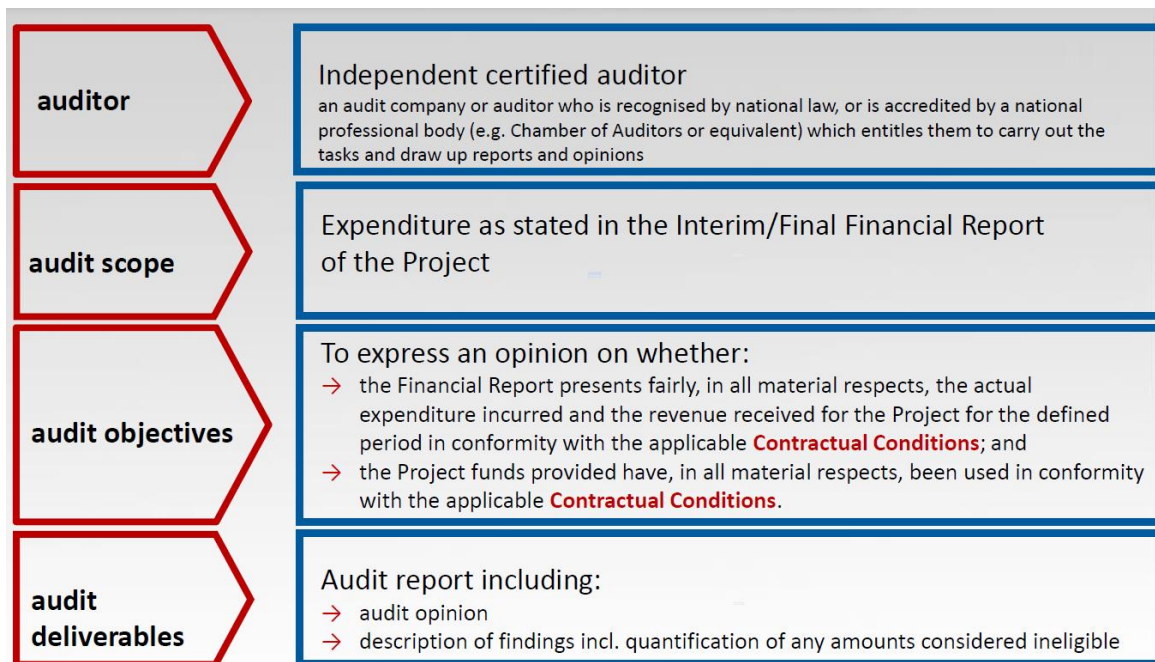 auditor
Independent certified auditor
an audit company or auditor who is recognised by national law, or is accredited by a national
professional body (e.g. Chamber of Auditors or equivalent) which entitles them to carry out the
tasks and draw up reports and opinions
audit scope
Expenditure as stated in the Interim/Final Financial Report
of the Project
audit objectives
To express an opinion on whether:
→ the Financial Report presents fairly, in all material respects, the actual
expenditure incurred and the revenue received for the Project for the defined
period in conformity with the applicable Contractual Conditions; and
→ the Project funds provided have, in all material respects, been used in conformity
with the applicable Contractual Conditions.
audit
deliverables
Audit report including:
→ audit opinion
→ description of findings incl. quantification of any amounts considered ineligible